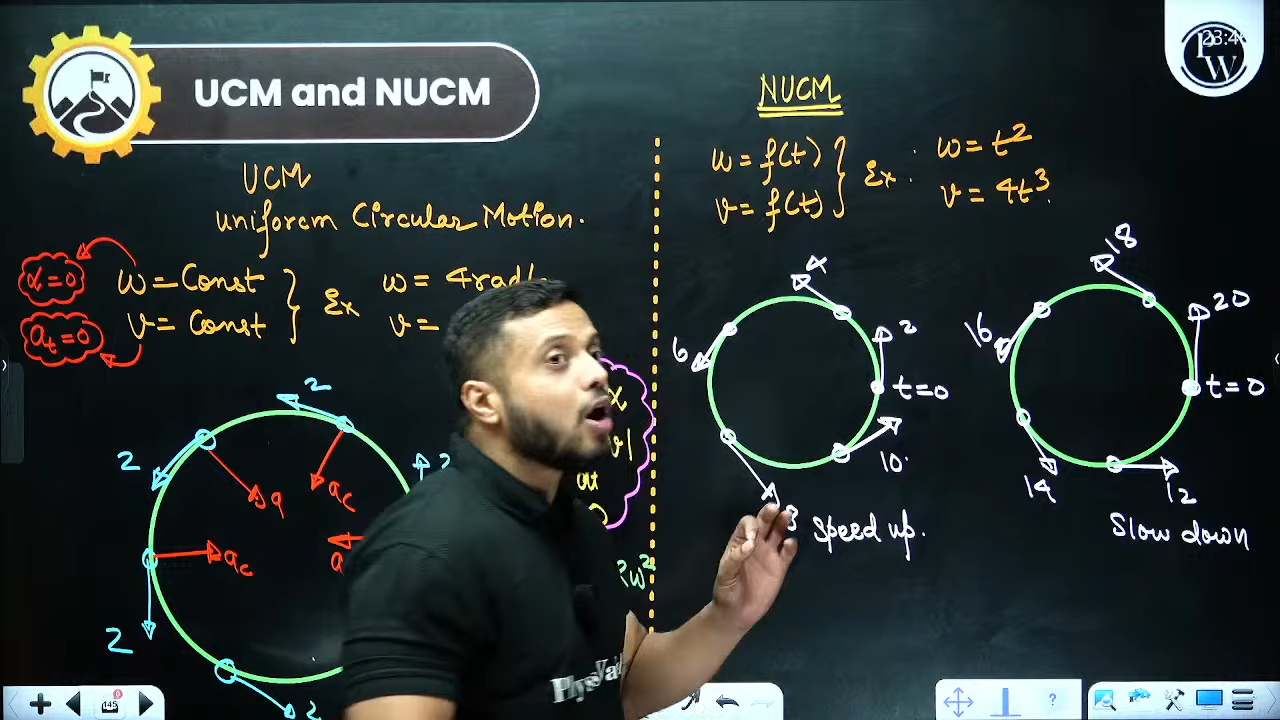 UCM and NUCM
UCM
uniform Circular Motion.
α=0
ω = Const
at=0
v = Const
Ex
ω = 4rad
v =
2
2
2
2
2
ac
ac
a
NUCM
ω = f(t)
v = f(t)
Ex:
ω = t²
v = 4t³.
2
4
6
10
t=0
Speed up.
20
18
16
14
12
t=0
Slow down
W
145